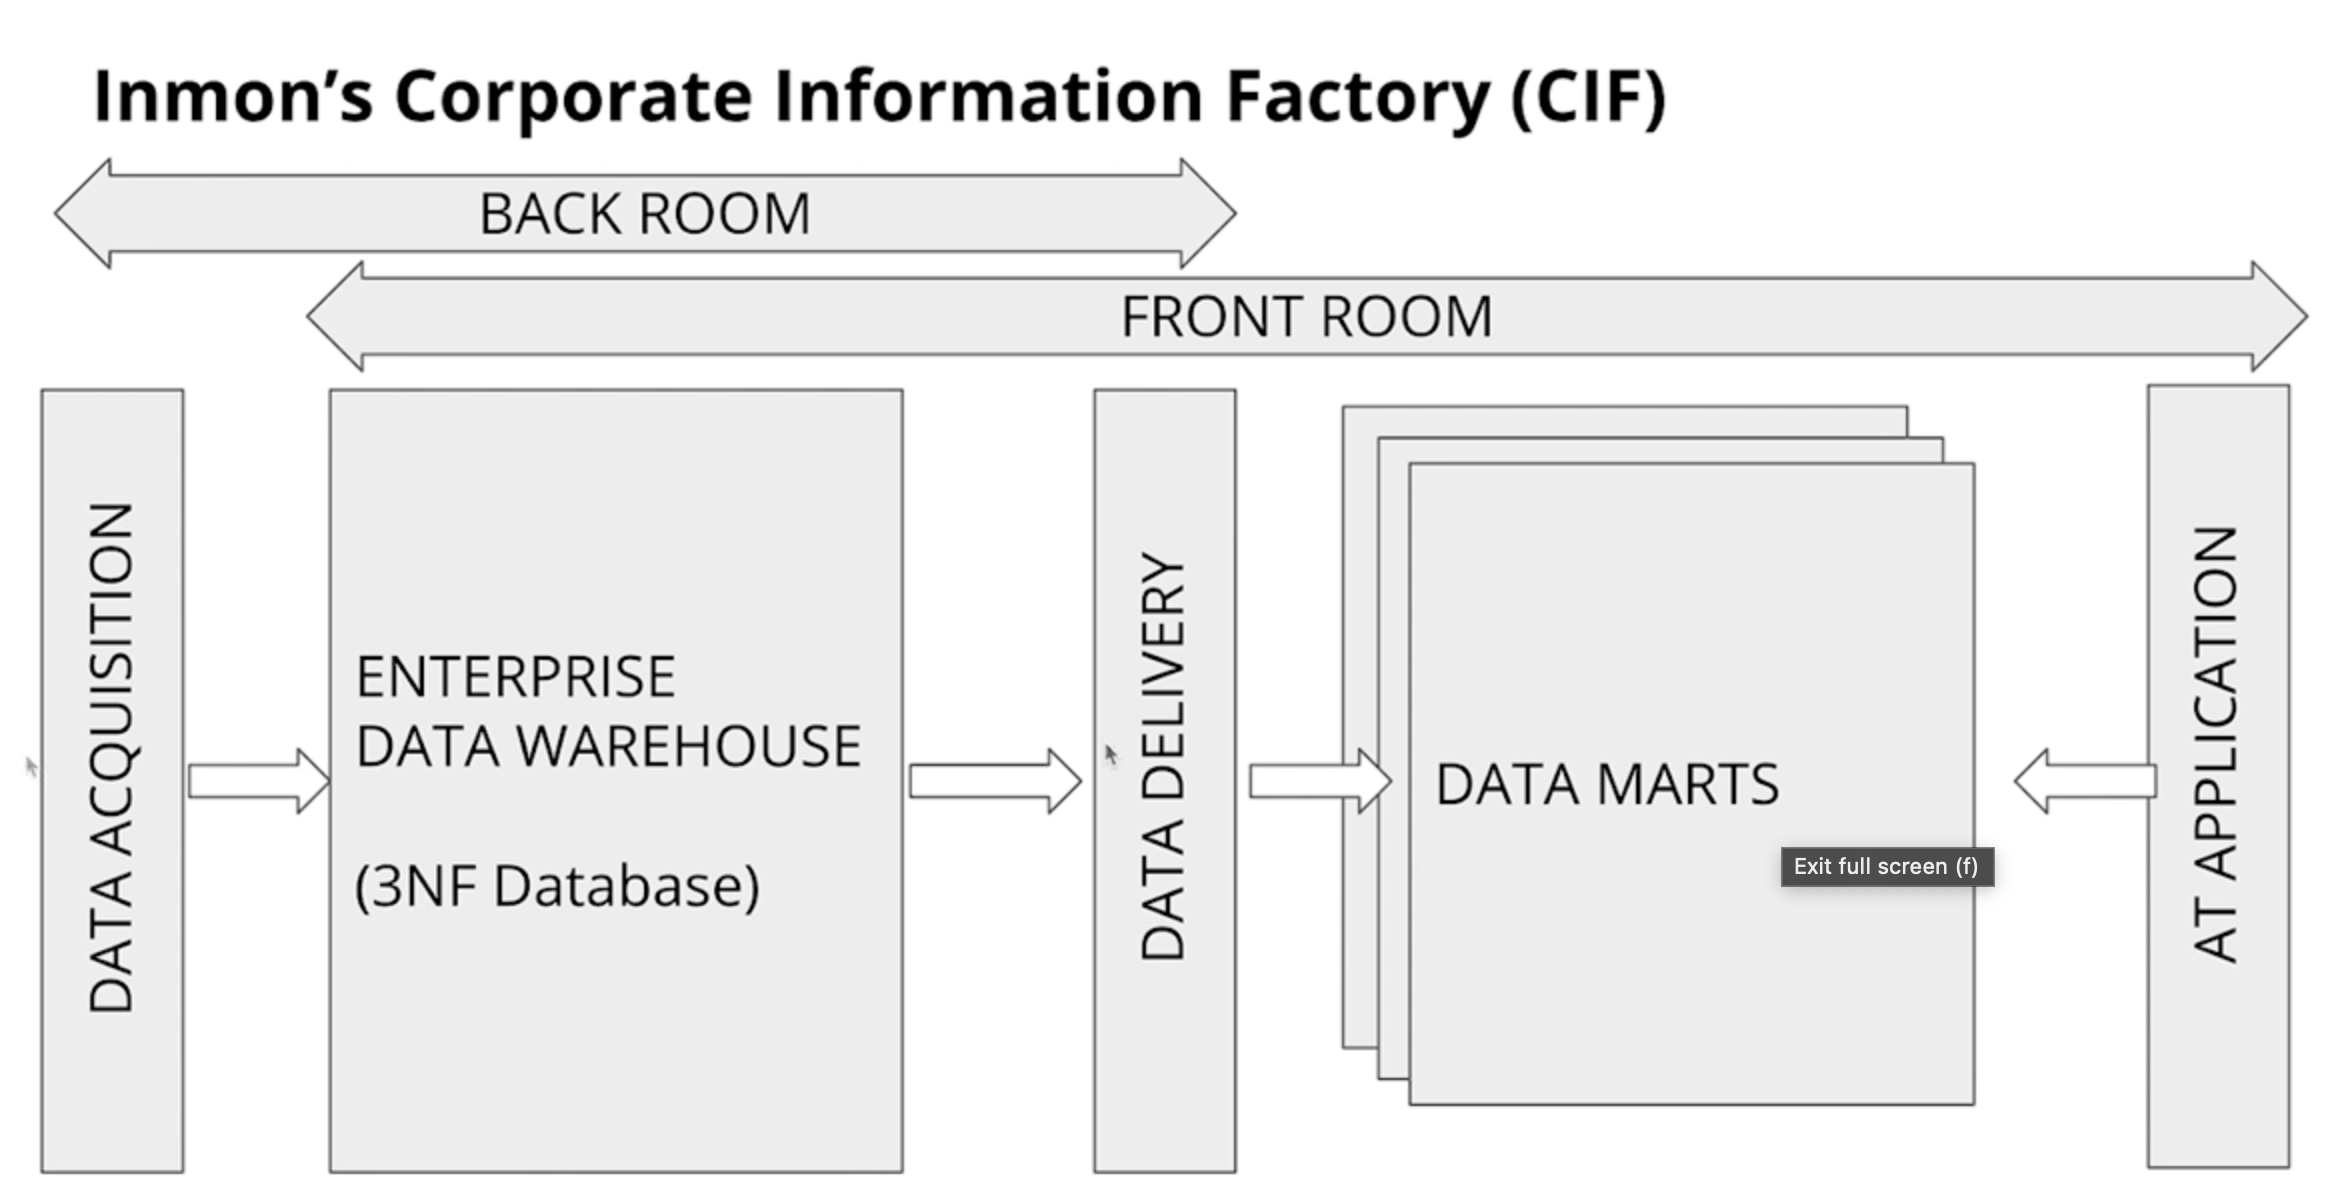 Inmon’s Corporate Information Factory (CIF)
BACK ROOM
FRONT ROOM
DATA ACQUISITION
ENTERPRISE
DATA WAREHOUSE
(3NF Database)
DATA DELIVERY
DATA MARTS
Exit full screen (f)
AT APPLICATION